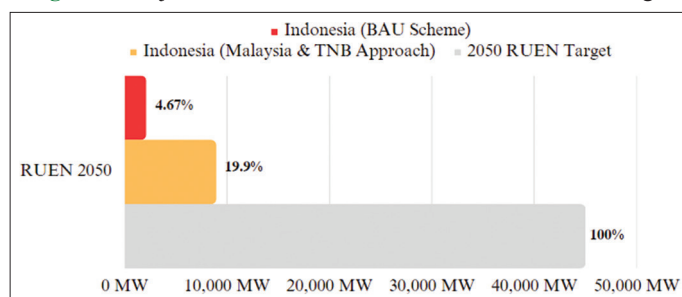 Indonesia (BAU Scheme)
Indonesia (Malaysia & TNB Approach) 2050 RUEN Target
4.67%
RUEN 2050
19.9%
100%
0 MW 10,000 MW 20,000 MW 30,000 MW 40,000 MW 50,000 MW